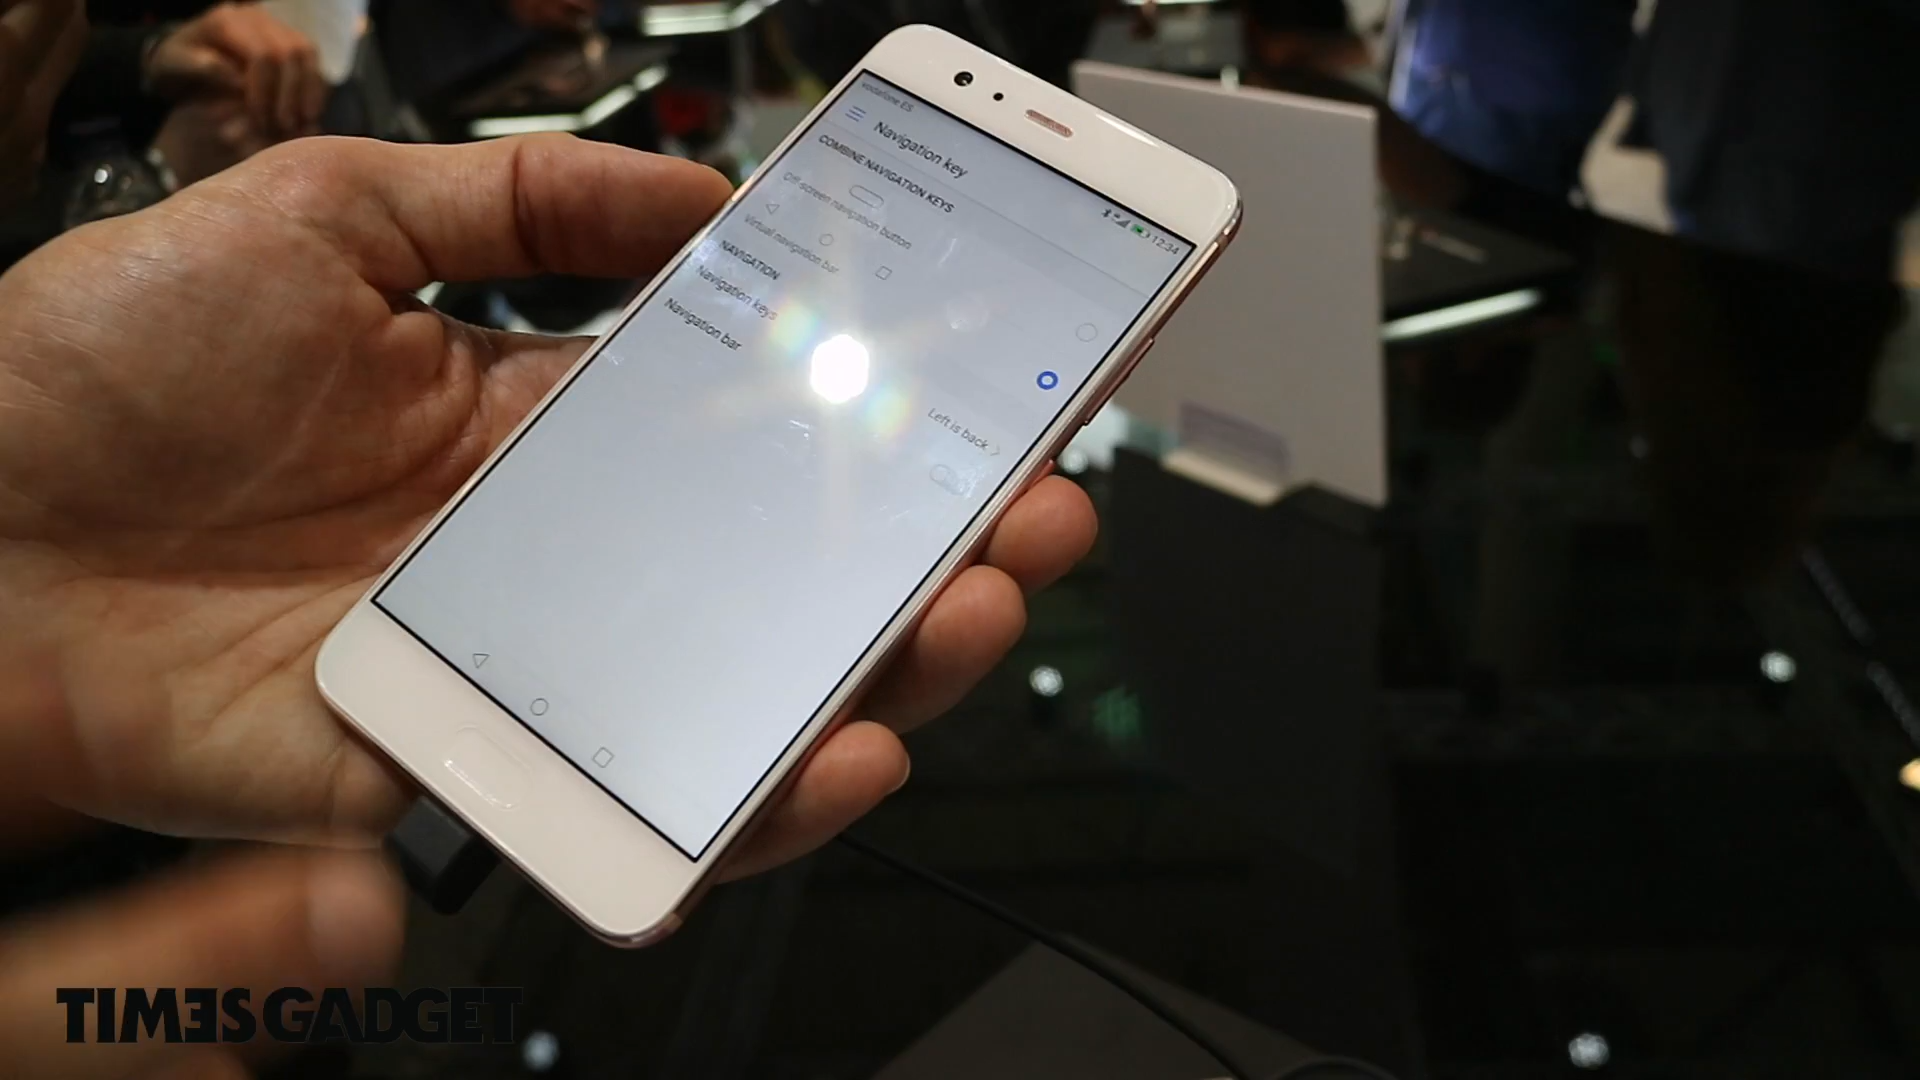 vodafone ES
12:34
Navigation key
COMBINE NAVIGATION KEYS
Off-screen navigation button
Virtual navigation bar
NAVIGATION
Navigation keys
Left is back
Navigation bar
TIMES GADGET